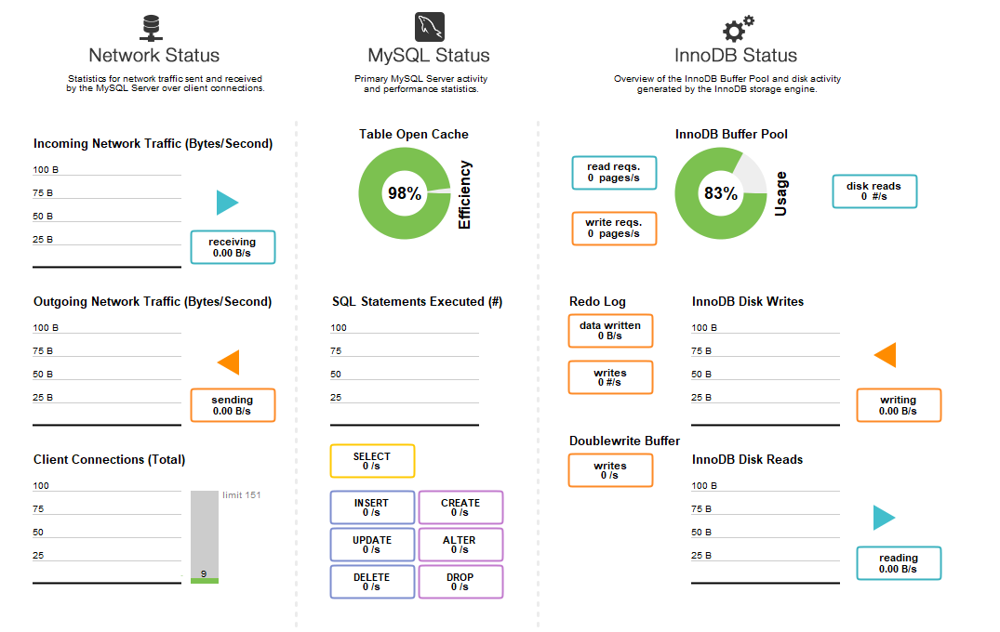 Network Status
Statistics for network traffic sent and received
by the MySQL Server over client connections.
Incoming Network Traffic (Bytes/Second)
100 B
75 B
50 B
25 B
receiving
0.00 B/s
Outgoing Network Traffic (Bytes/Second)
100 B
75 B
50 B
25 B
sending
0.00 B/s
Client Connections (Total)
100
75
50
25
limit 151
9
MySQL Status
Primary MySQL Server activity
and performance statistics.
Table Open Cache
98%
Efficiency
SQL Statements Executed (#)
100
75
50
25
SELECT
0 /s
INSERT
0 /s
CREATE
0 /s
UPDATE
0 /s
ALTER
0 /s
DELETE
0 /s
DROP
0 /s
InnoDB Status
Overview of the InnoDB Buffer Pool and disk activity
generated by the InnoDB storage engine.
InnoDB Buffer Pool
read reqs.
0 pages/s
write reqs.
0 pages/s
83%
Usage
disk reads
0 #/s
Redo Log
data written
0 B/s
writes
0 #/s
Doublewrite Buffer
writes
0 /s
InnoDB Disk Writes
100 B
75 B
50 B
25 B
writing
0.00 B/s
InnoDB Disk Reads
100 B
75 B
50 B
25 B
reading
0.00 B/s